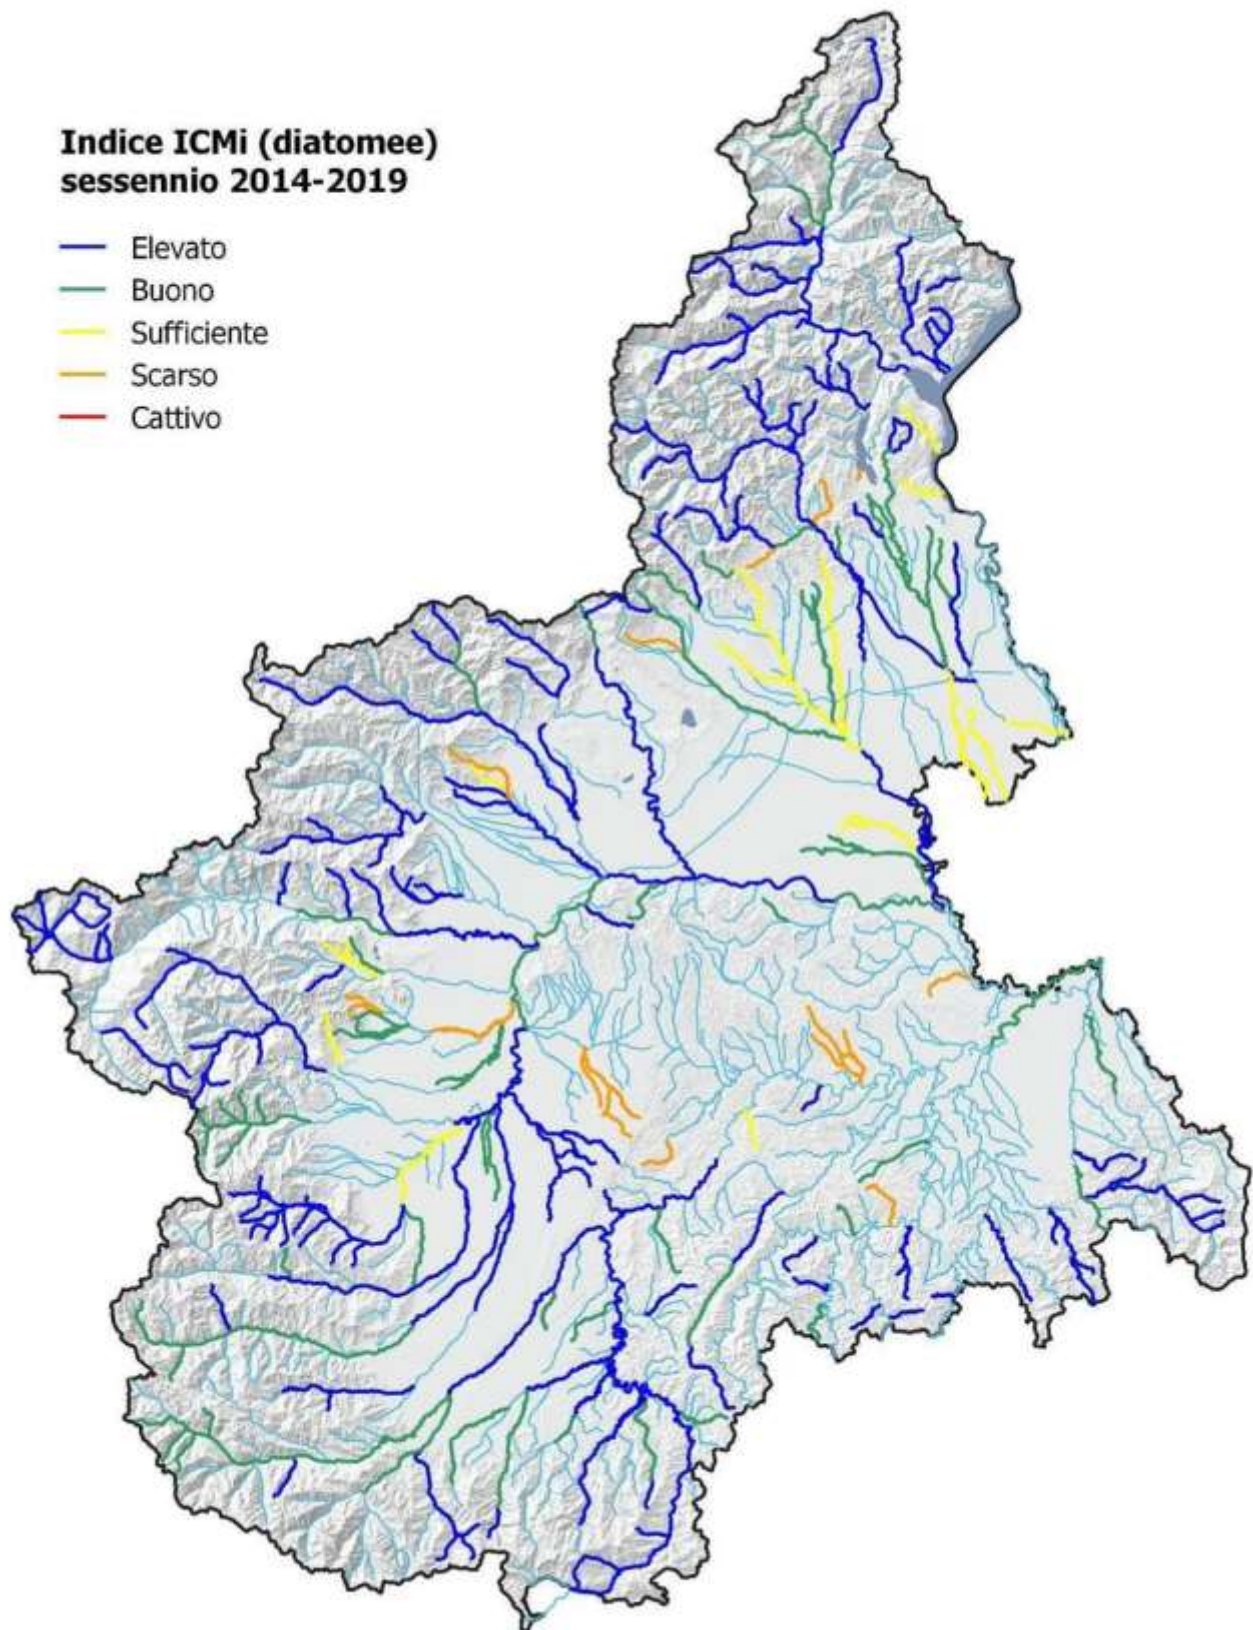 Indice ICMi (diatomee)
sessennio 2014-2019
Elevato
Buono
Sufficiente
Scarso
Cattivo